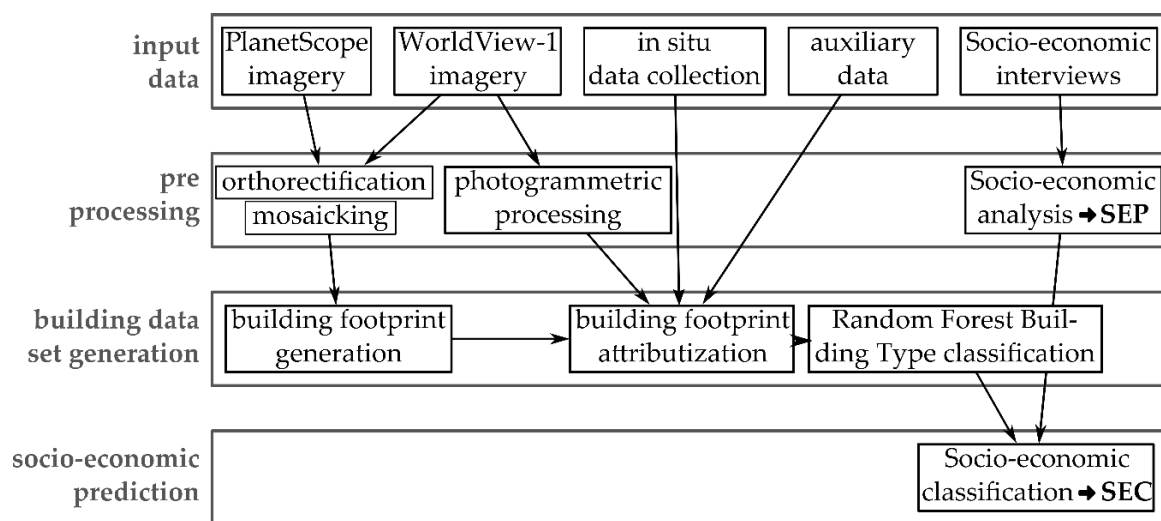 input
data
PlanetScope
imagery
WorldView-1
imagery
in situ
data collection
auxiliary
data
Socio-economic
interviews
pre
processing
orthorectification
mosaicking
photogrammetric
processing
Socio-economic
analysis ➜ SEP
building data
set generation
building footprint
generation
building footprint
attributization
Random Forest Buil-
ding Type classification
socio-economic
prediction
Socio-economic
classification ➜ SEC